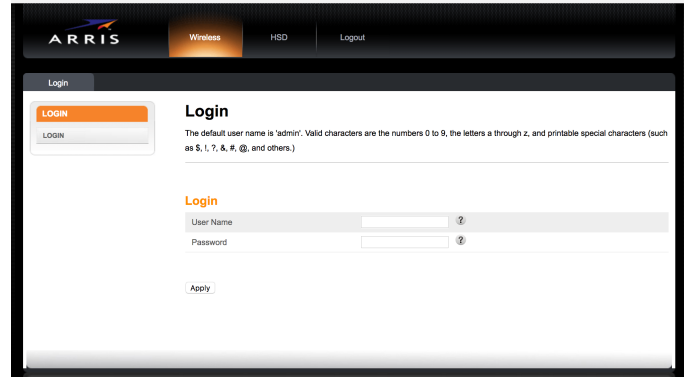 ARRIS
Wireless HSD Logout
Login
LOGIN
LOGIN
Login
The default user name is 'admin'. Valid characters are the numbers 0 to 9, the letters a through z, and printable special characters (such
as $, !, ?, &, #, @, and others.)
Login
User Name ?
Password ?
Apply